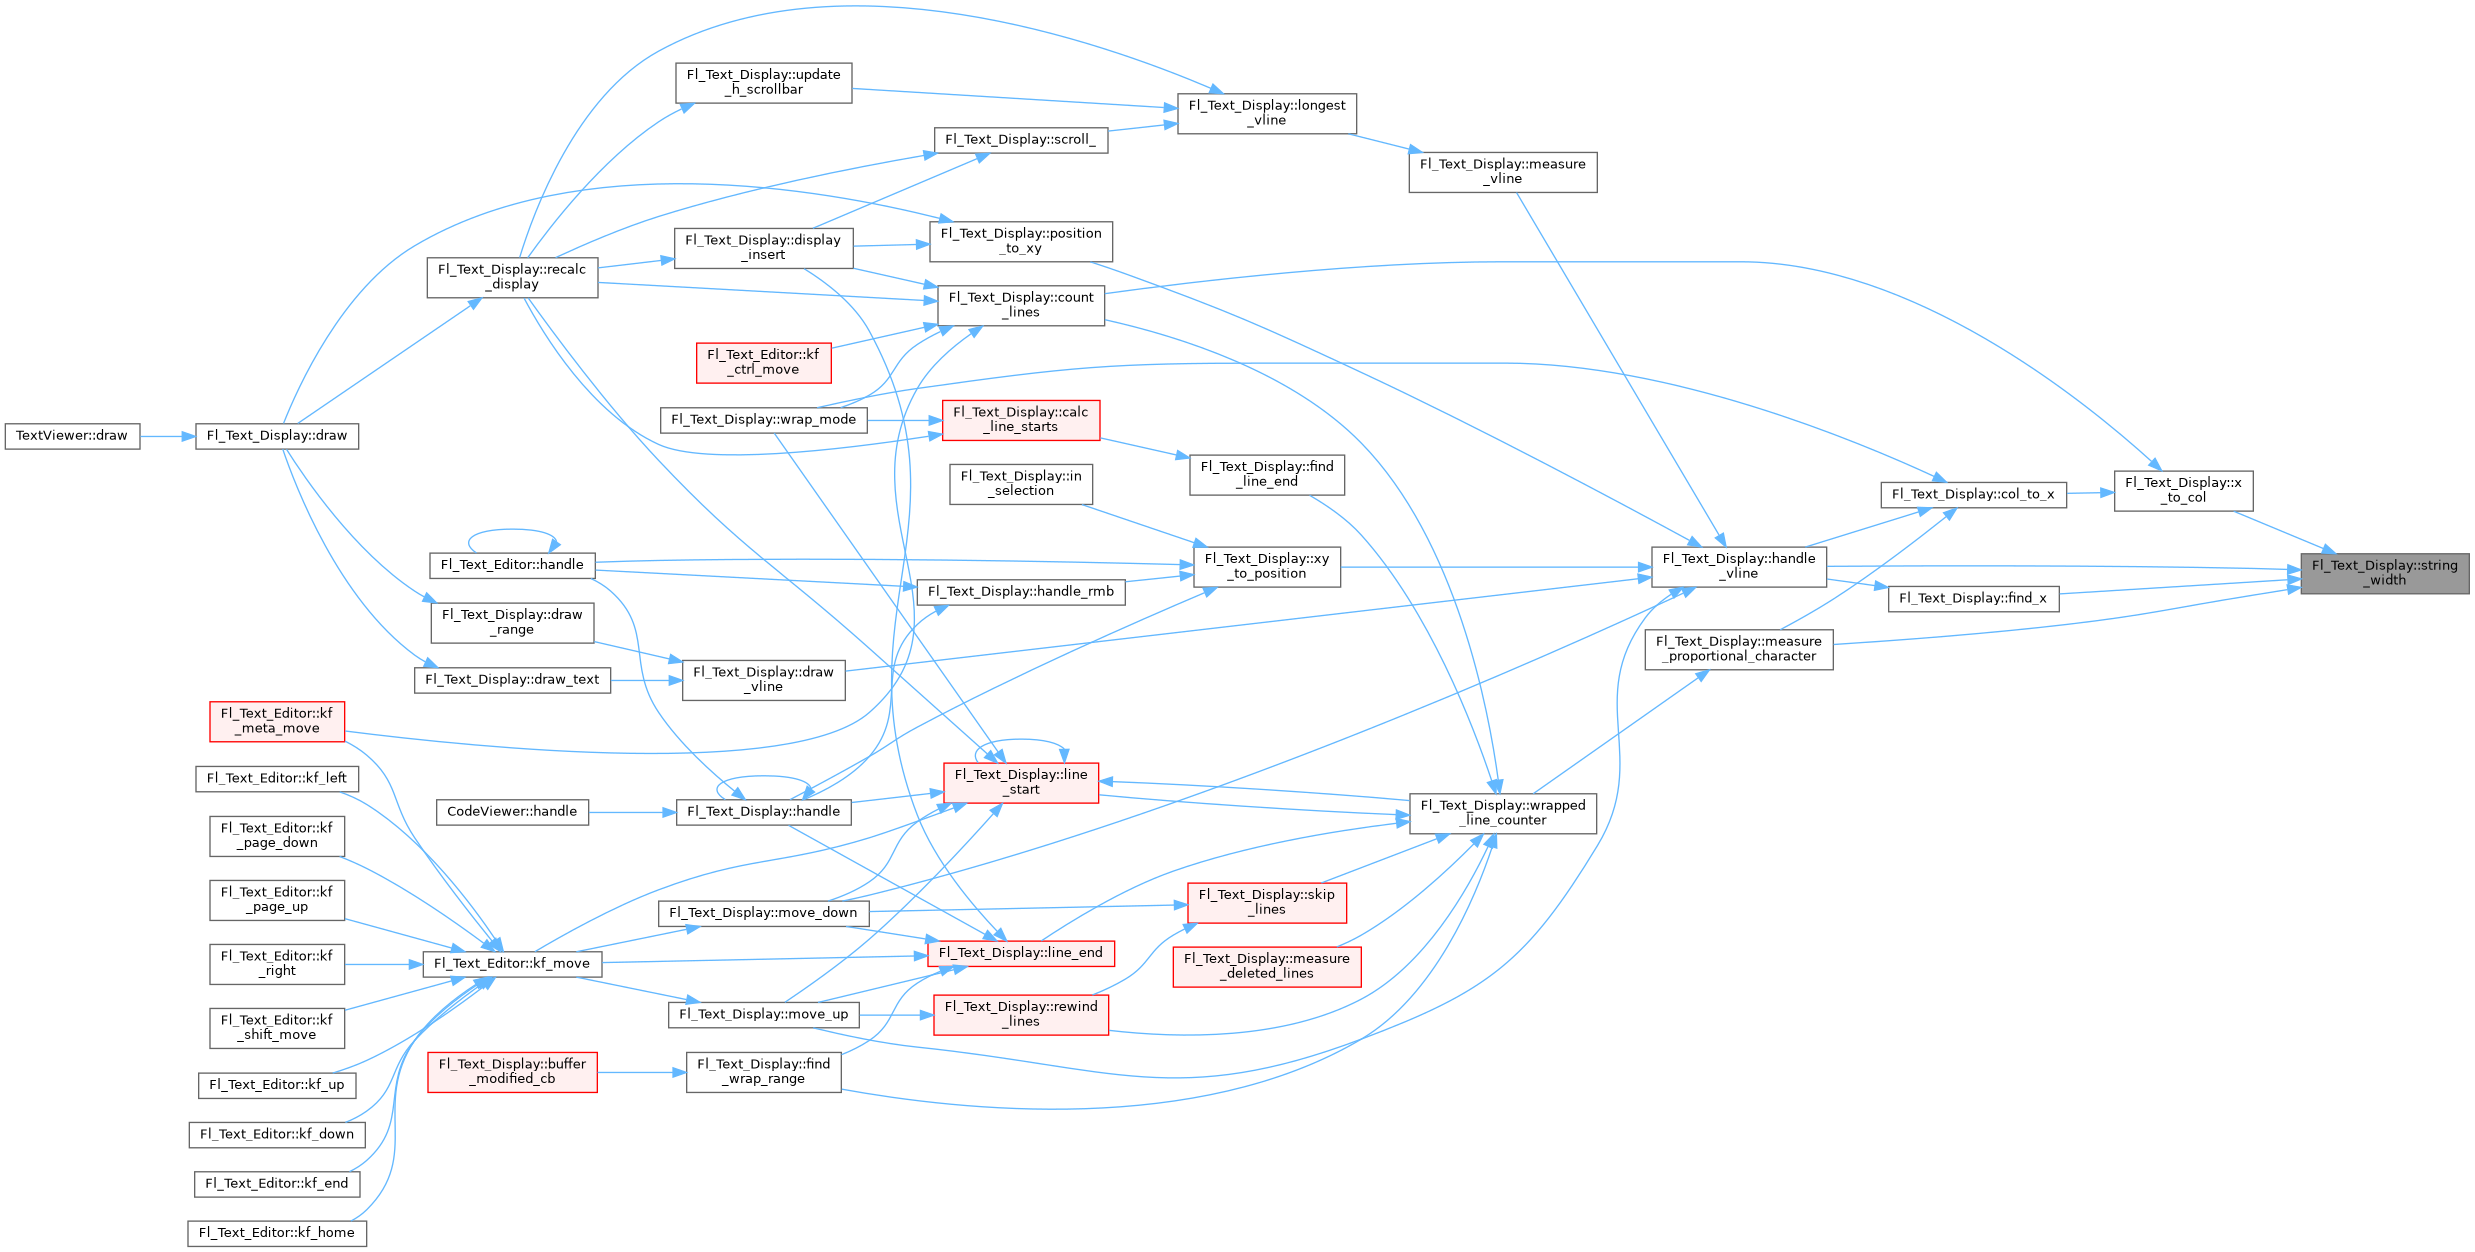 Fl_Text_Display::update
_h_scrollbar
Fl_Text_Display::longest
_vline
Fl_Text_Display::scroll_
Fl_Text_Display::measure
_vline
Fl_Text_Display::position
_to_xy
Fl_Text_Display::display
_insert
Fl_Text_Display::recalc
_display
Fl_Text_Display::count
_lines
Fl_Text_Editor::kf
_ctrl_move
Fl_Text_Display::wrap_mode
Fl_Text_Display::calc
_line_starts
TextViewer::draw
Fl_Text_Display::draw
Fl_Text_Display::find
_line_end
Fl_Text_Display::in
_selection
Fl_Text_Display::col_to_x
Fl_Text_Display::x
_to_col
Fl_Text_Editor::handle
Fl_Text_Display::xy
_to_position
Fl_Text_Display::handle
_vline
Fl_Text_Display::string
_width
Fl_Text_Display::handle_rmb
Fl_Text_Display::find_x
Fl_Text_Display::draw
_range
Fl_Text_Display::measure
_proportional_character
Fl_Text_Display::draw_text
Fl_Text_Display::draw
_vline
Fl_Text_Editor::kf
_meta_move
Fl_Text_Editor::kf_left
Fl_Text_Display::line
_start
CodeViewer::handle
Fl_Text_Display::handle
Fl_Text_Display::wrapped
_line_counter
Fl_Text_Editor::kf
_page_down
Fl_Text_Editor::kf
_page_up
Fl_Text_Display::move_down
Fl_Text_Display::skip
_lines
Fl_Text_Editor::kf
_right
Fl_Text_Editor::kf_move
Fl_Text_Display::line_end
Fl_Text_Display::measure
_deleted_lines
Fl_Text_Editor::kf
_shift_move
Fl_Text_Display::move_up
Fl_Text_Display::rewind
_lines
Fl_Text_Editor::kf_up
Fl_Text_Display::buffer
_modified_cb
Fl_Text_Display::find
_wrap_range
Fl_Text_Editor::kf_down
Fl_Text_Editor::kf_end
Fl_Text_Editor::kf_home